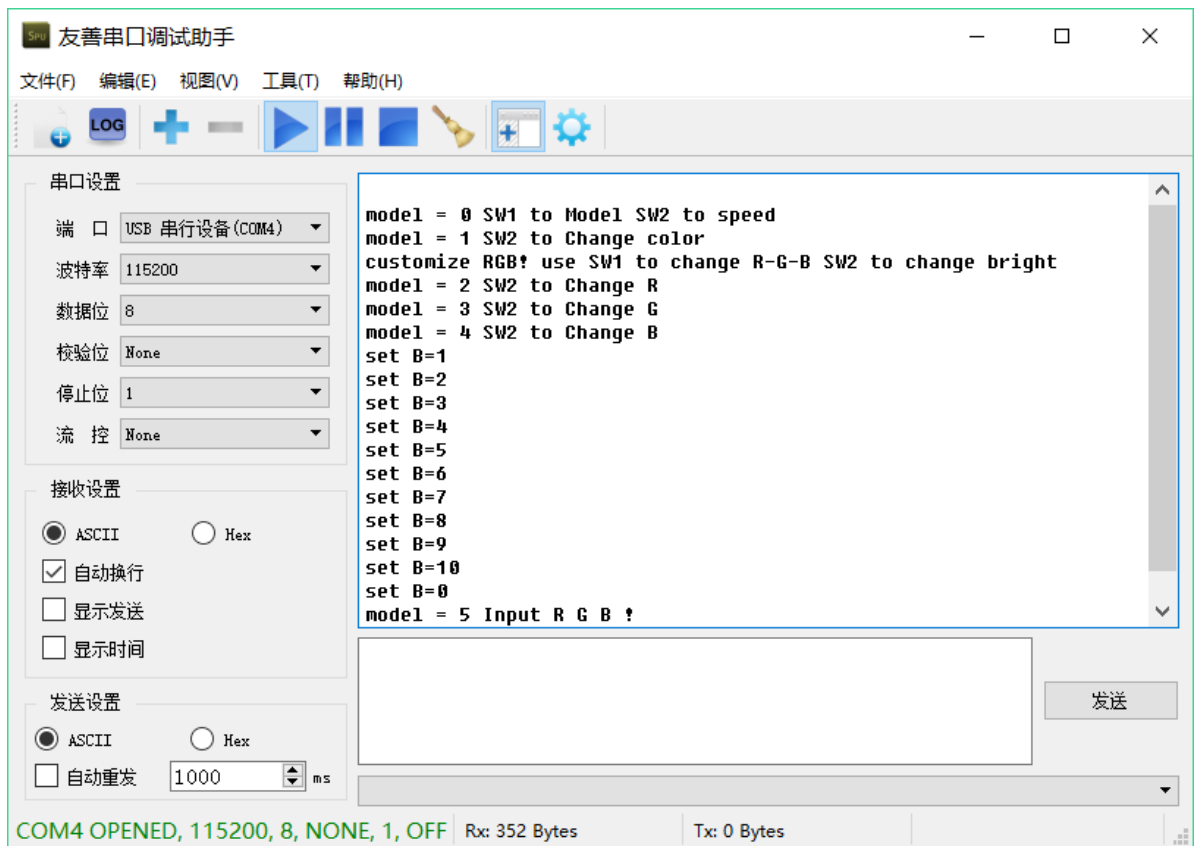 SPU 友善串口调试助手
文件(F) 编辑(E) 视图(V) 工具(T) 帮助(H)
LOG
串口设置
端 口 USB 串行设备(COM4)
波特率 115200
数据位 8
校验位 None
停止位 1
流 控 None
接收设置
ASCII Hex
自动换行
显示发送
显示时间
发送设置
ASCII Hex
自动重发 1000 ms
model = 0 SW1 to Model SW2 to speed
model = 1 SW2 to Change color
customize RGB! use SW1 to change R-G-B SW2 to change bright
model = 2 SW2 to Change R
model = 3 SW2 to Change G
model = 4 SW2 to Change B
set B=1
set B=2
set B=3
set B=4
set B=5
set B=6
set B=7
set B=8
set B=9
set B=10
set B=0
model = 5 Input R G B !
发送
COM4 OPENED, 115200, 8, NONE, 1, OFF Rx: 352 Bytes Tx: 0 Bytes